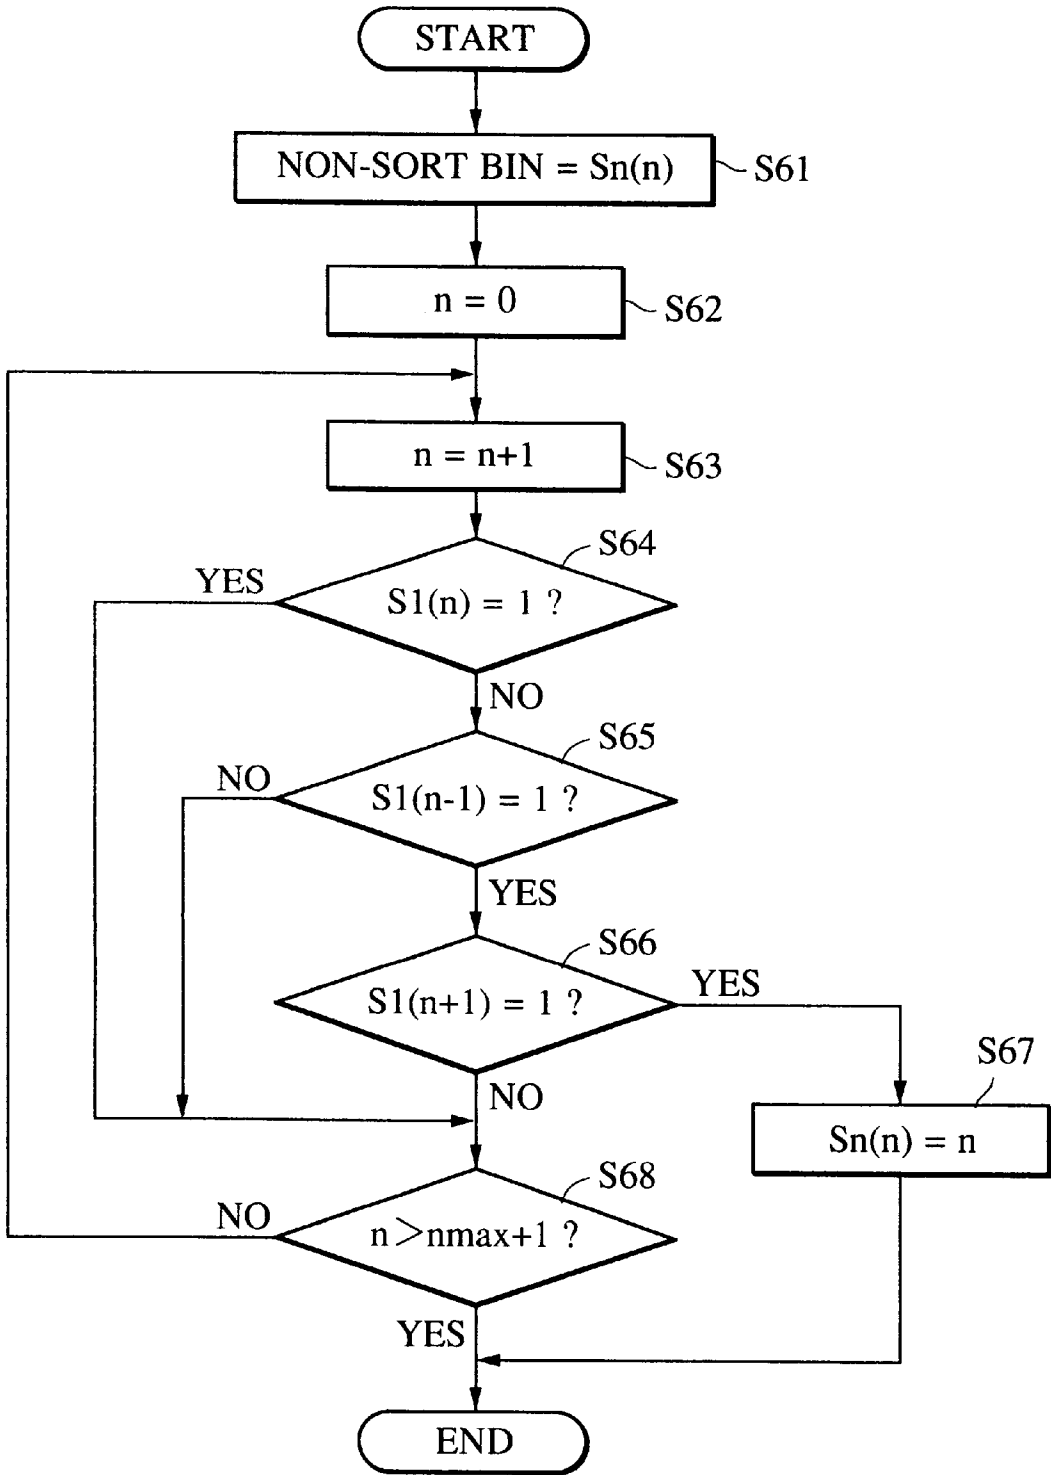 START
NON-SORT BIN = Sn(n)
S61
n = 0
S62
n = n+1
S63
S64
YES
S1(n) = 1 ?
NO
S65
NO
S1(n-1) = 1 ?
YES
S66
YES
S1(n+1) = 1 ?
S67
NO
Sn(n) = n
S68
NO
n>nmax+1 ?
YES
END